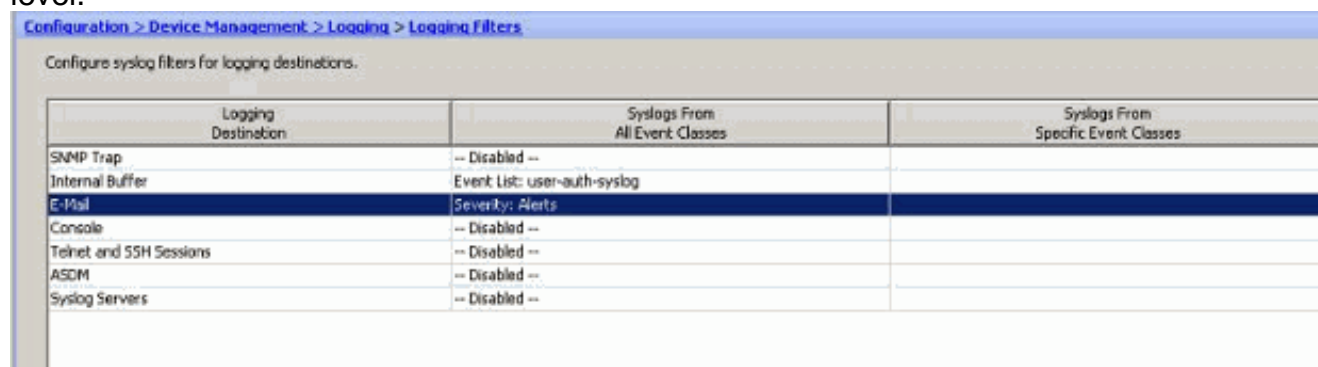 level.
Configuration > Device Management > Logging > Logging Filters
Configure syslog filters for logging destinations.
Logging Destination Syslogs From All Event Classes Syslogs From Specific Event Classes
SNMP Trap -- Disabled --
Internal Buffer Event List: user-auth-syslog
E-Mail Severity: Alerts
Console -- Disabled --
Telnet and SSH Sessions -- Disabled --
ASDM -- Disabled --
Syslog Servers -- Disabled --